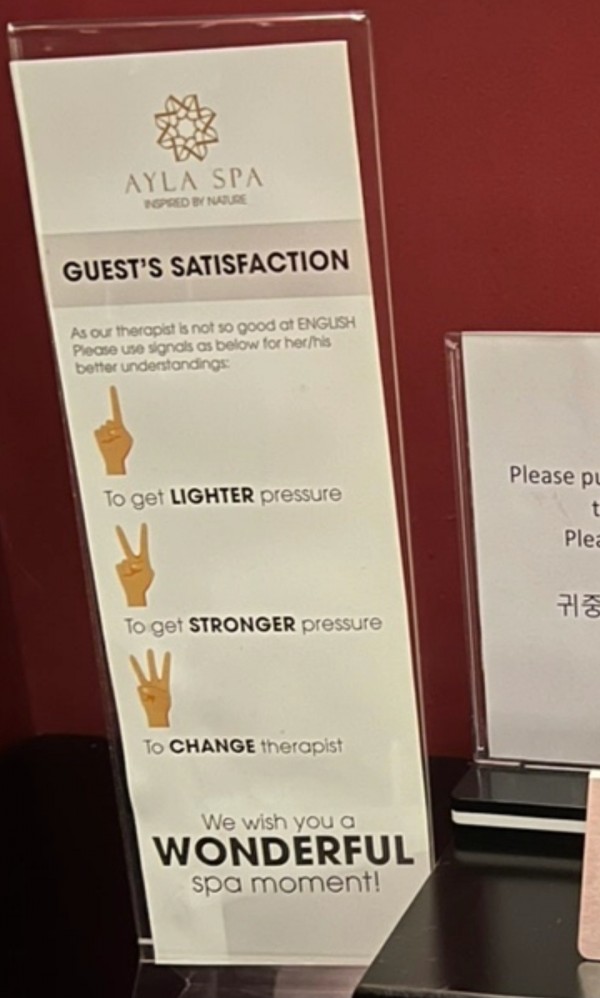 AYLA SPA
INSPIRED BY NATURE
GUEST'S SATISFACTION
As our therapist is not so good at ENGLISH
Please use signals as below for her/his
better understandings:
To get LIGHTER pressure
To get STRONGER pressure
To CHANGE therapist
We wish you a
WONDERFUL
spa moment!
Please pu
t
Plea
귀중